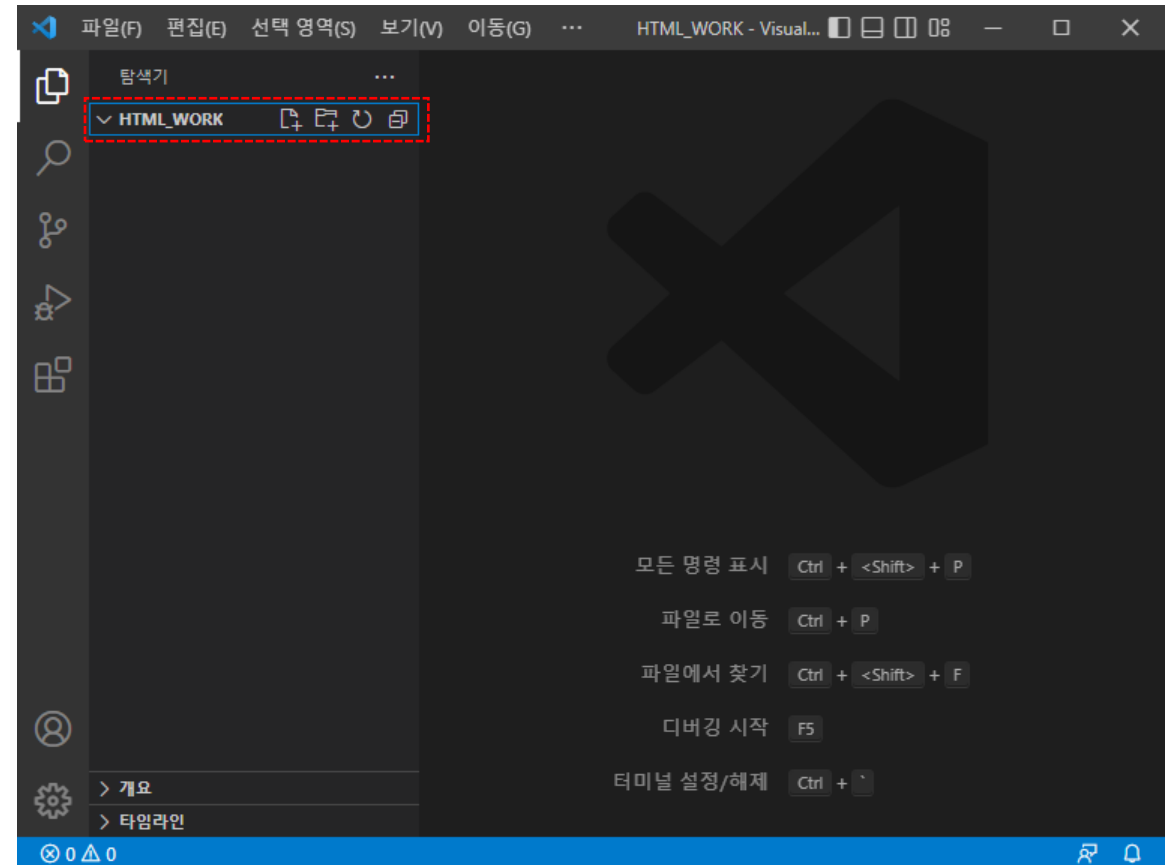 파일(F) 편집(E) 선택 영역(S) 보기(V) 이동(G) ··· HTML_WORK - Visual...
탐색기 ···
HTML_WORK
모든 명령 표시 Ctrl + <Shift> + P
파일로 이동 Ctrl + P
파일에서 찾기 Ctrl + <Shift> + F
디버깅 시작 F5
터미널 설정/해제 Ctrl + `
개요
타임라인
0 0